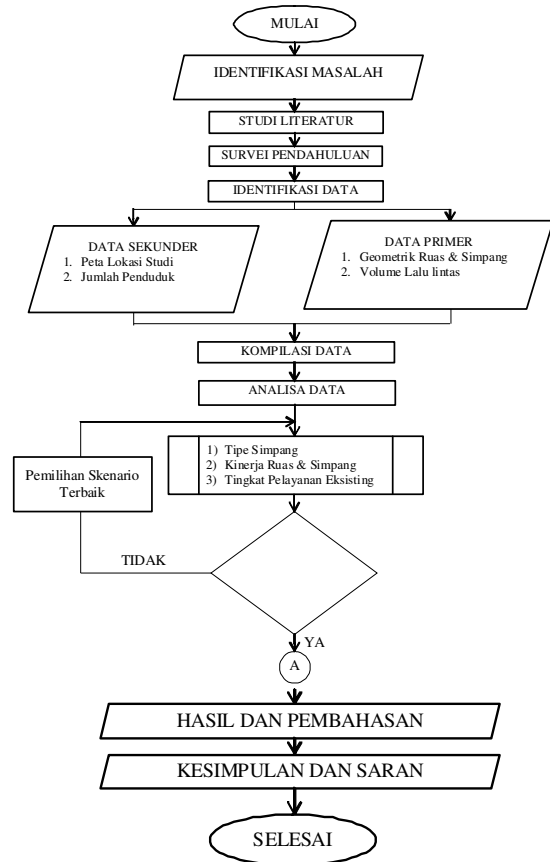 MULAI
IDENTIFIKASI MASALAH
STUDI LITERATUR
SURVEI PENDAHULUAN
IDENTIFIKASI DATA
DATA SEKUNDER
1. Peta Lokasi Studi
2. Jumlah Penduduk
DATA PRIMER
1. Geometrik Ruas & Simpang
2. Volume Lalu lintas
KOMPILASI DATA
ANALISA DATA
1) Tipe Simpang
2) Kinerja Ruas & Simpang
3) Tingkat Pelayanan Eksisting
Pemilihan Skenario
Terbaik
TIDAK
YA
A
HASIL DAN PEMBAHASAN
KESIMPULAN DAN SARAN
SELESAI